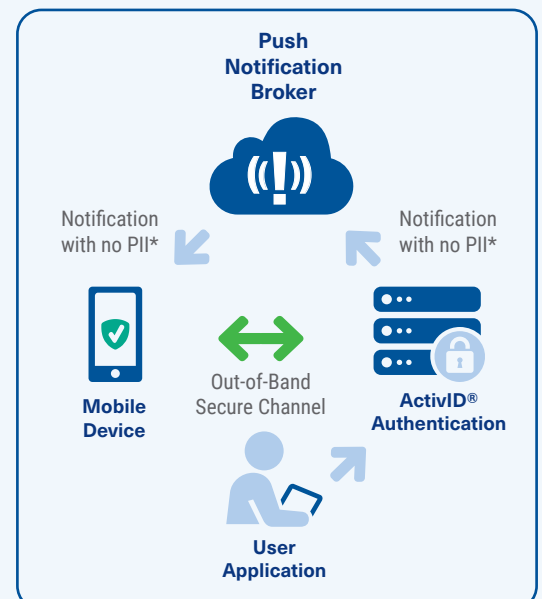 Push
Notification
Broker
((!))
Notification
with no PII*
Notification
with no PII*
Out-of-Band
Secure Channel
Mobile
Device
ActivID®
Authentication
User
Application